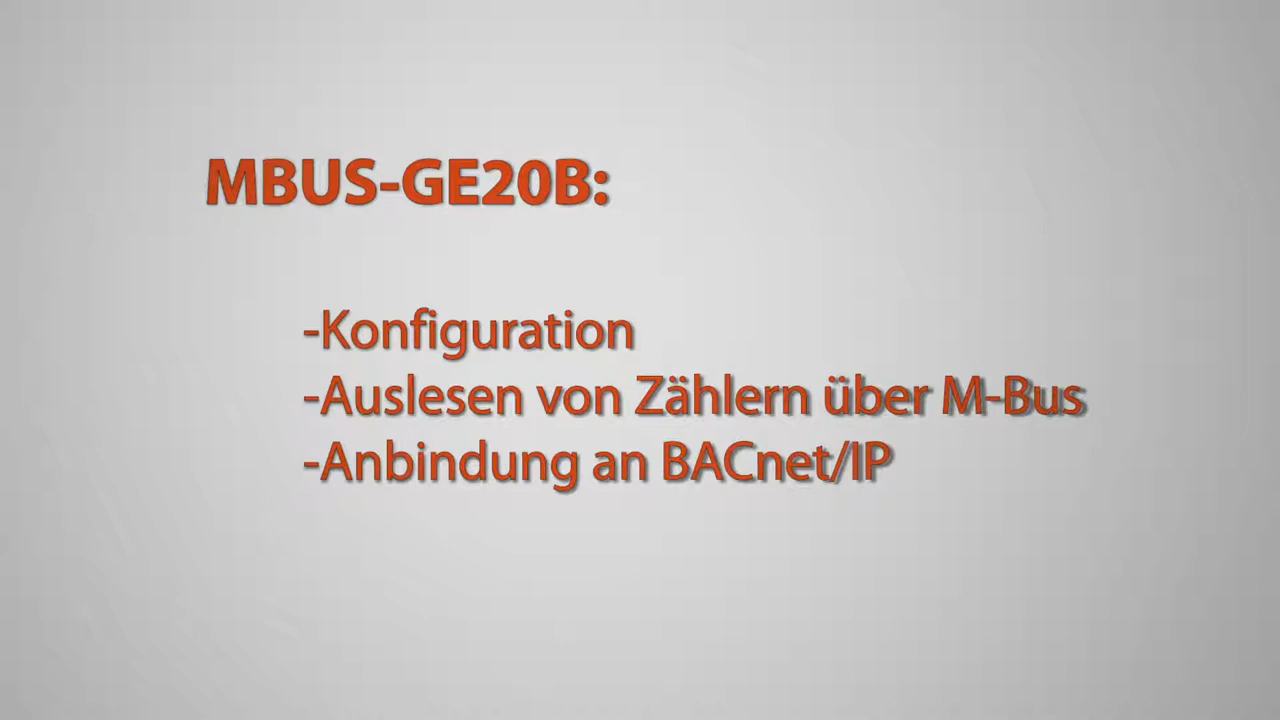 MBUS-GE20B:
-Konfiguration
-Auslesen von Zählern über M-Bus
-Anbindung an BACnet/IP